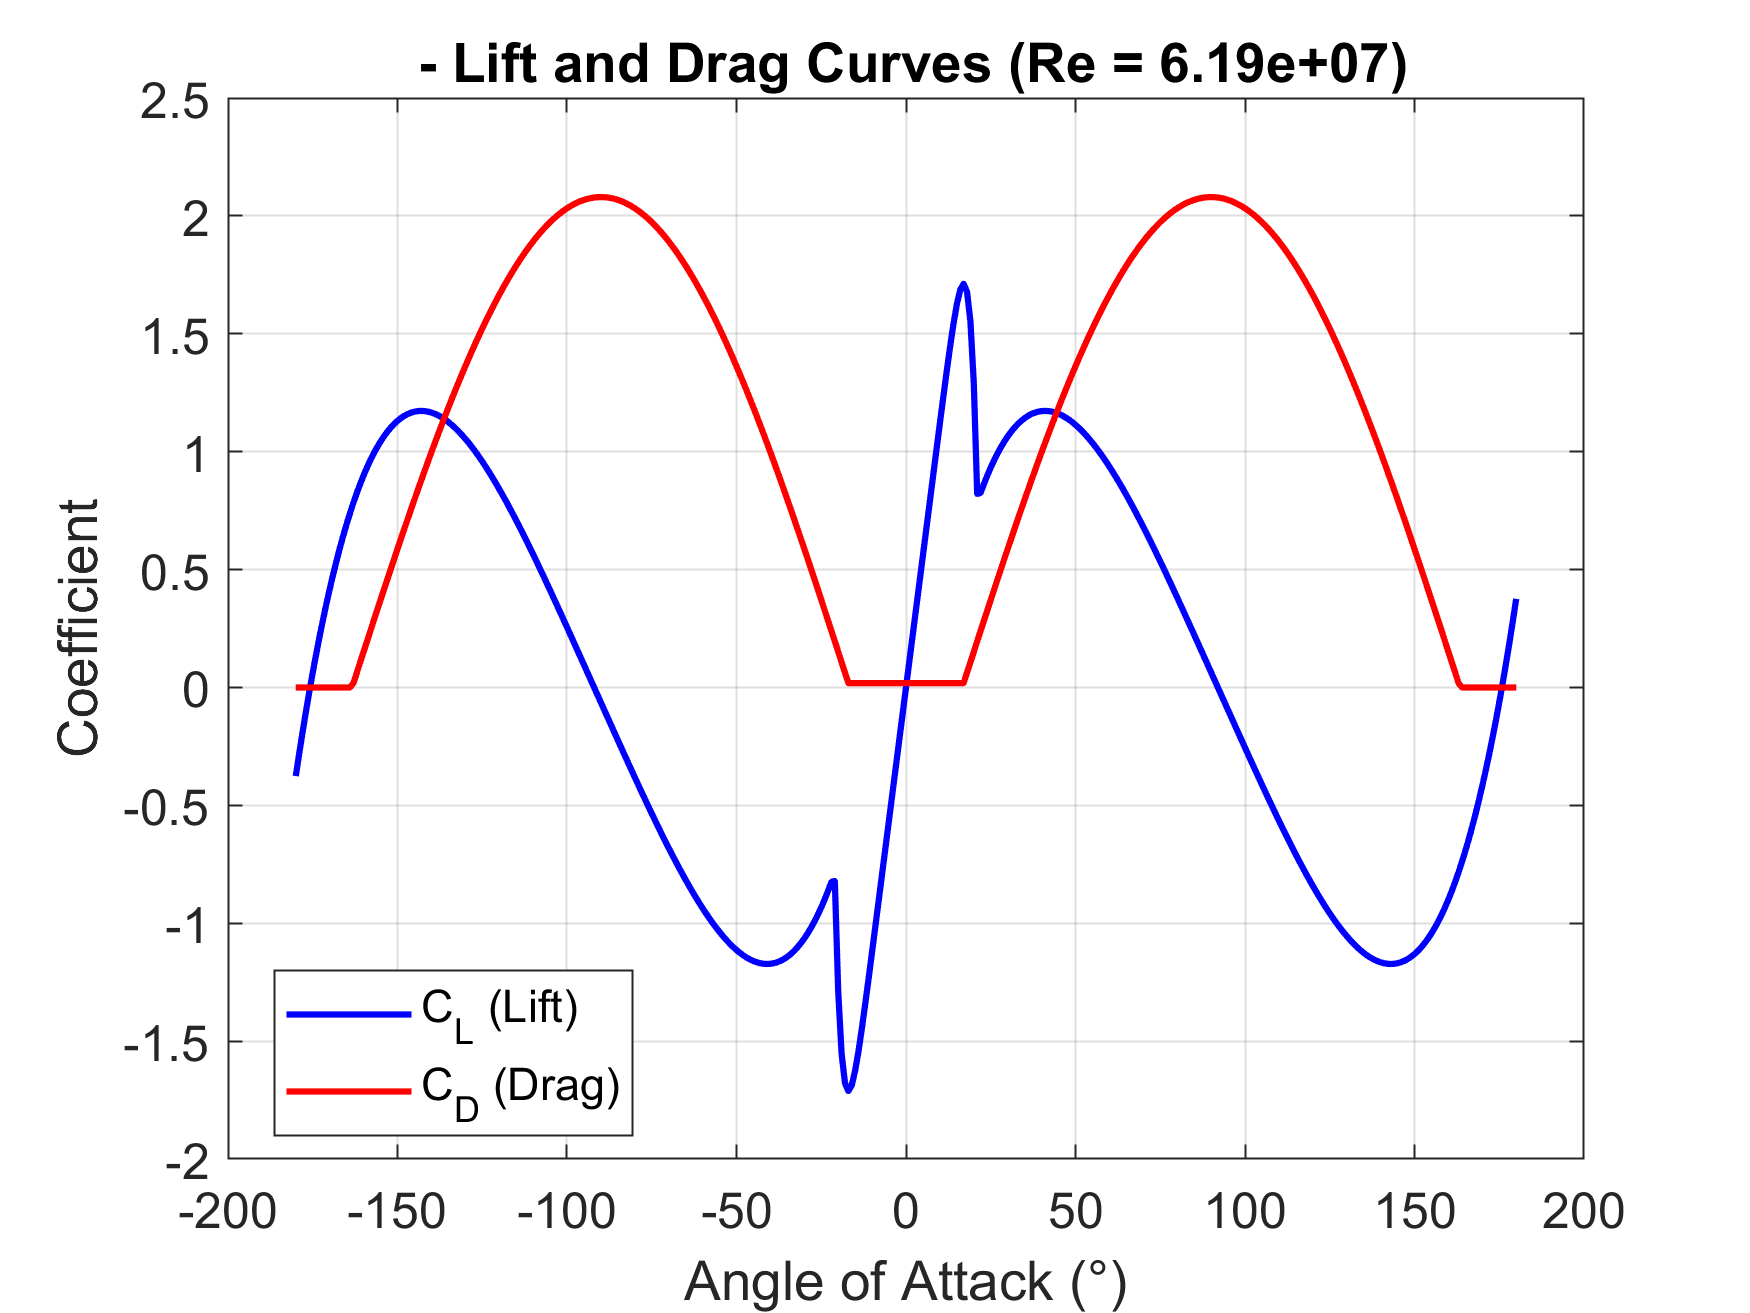 - Lift and Drag Curves (Re = 6.19e+07)
2.5
2
1.5
1
0.5
0
-0.5
-1
-1.5
-2
Coefficient
C_L (Lift)
C_D (Drag)
-200 -150 -100 -50 0 50 100 150 200
Angle of Attack (°)